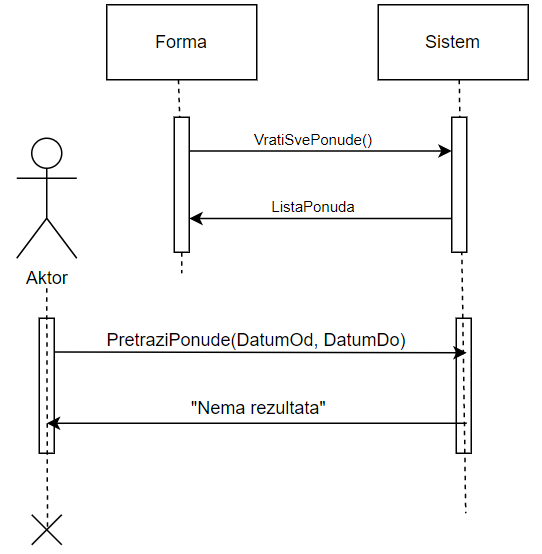 Forma
Sistem
VratiSvePonude()
ListaPonuda
Aktor
PretraziPonude(DatumOd, DatumDo)
"Nema rezultata"